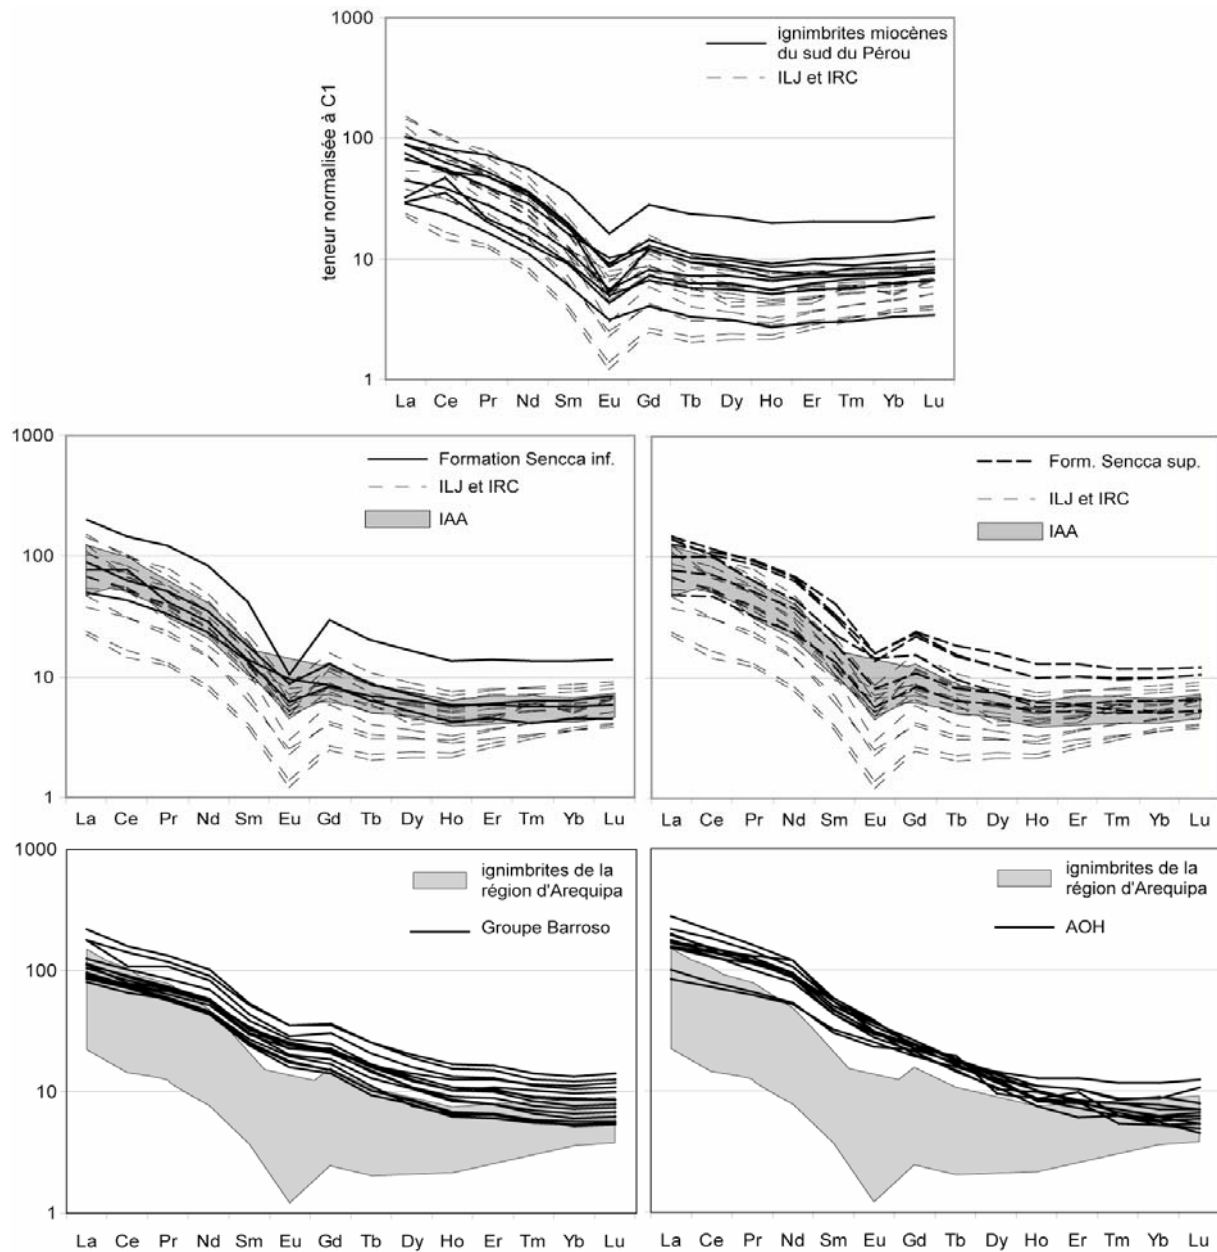 1000
100
10
1
teneur normalisée à C1
ignimbrites miocènes
du sud du Pérou
ILJ et IRC
La Ce Pr Nd Sm Eu Gd Tb Dy Ho Er Tm Yb Lu
1000
100
10
1
Formation Sencca inf.
ILJ et IRC
IAA
La Ce Pr Nd Sm Eu Gd Tb Dy Ho Er Tm Yb Lu
Form. Sencca sup.
ILJ et IRC
IAA
La Ce Pr Nd Sm Eu Gd Tb Dy Ho Er Tm Yb Lu
1000
100
10
1
ignimbrites de la
région d'Arequipa
Groupe Barroso
La Ce Pr Nd Sm Eu Gd Tb Dy Ho Er Tm Yb Lu
ignimbrites de la
région d'Arequipa
AOH
La Ce Pr Nd Sm Eu Gd Tb Dy Ho Er Tm Yb Lu